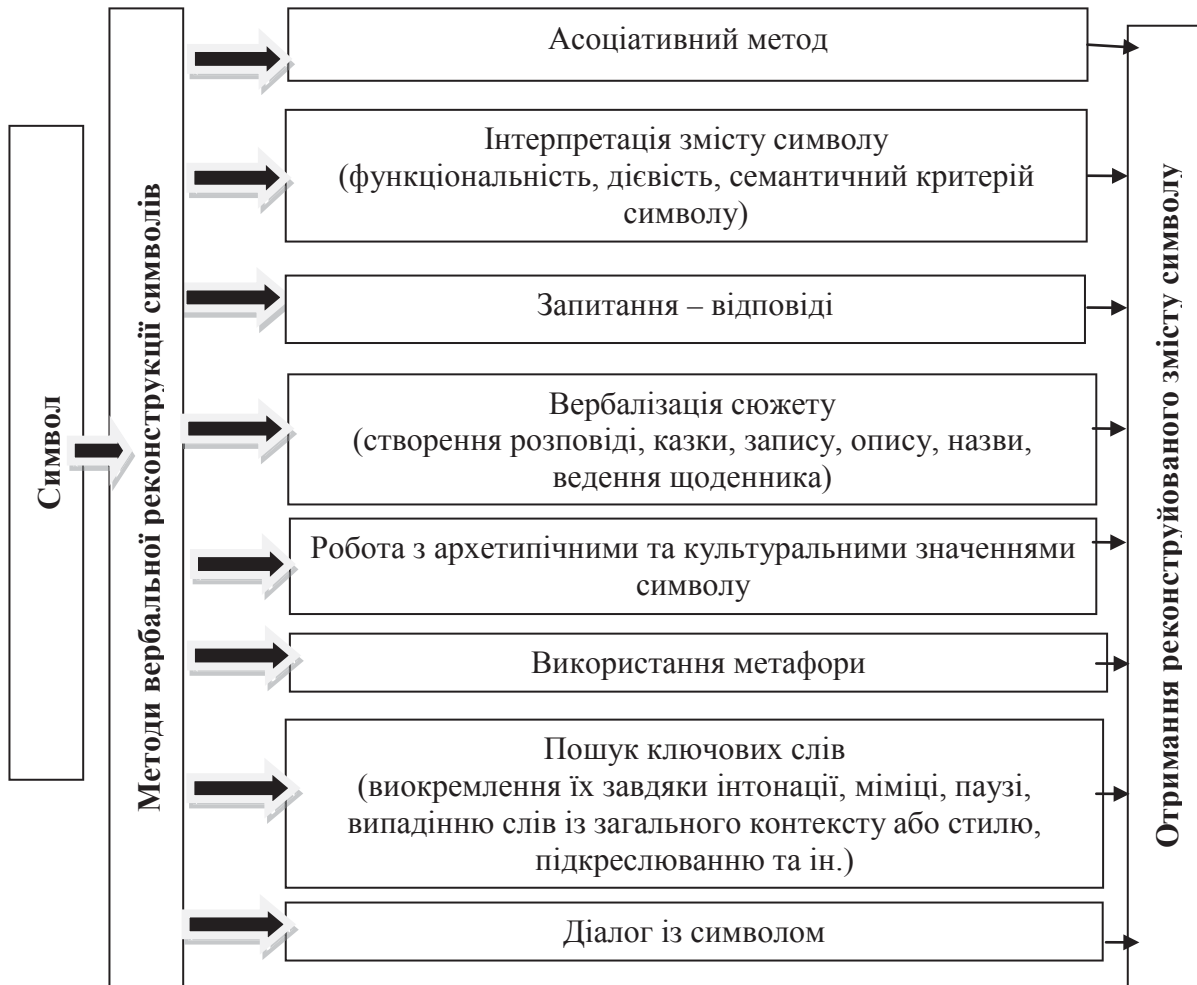 Символ
Методи вербальної реконструкції символів
Асоціативний метод
Інтерпретація змісту символу
(функціональність, дієвість, семантичний критерій
символу)
Запитання – відповіді
Вербалізація сюжету
(створення розповіді, казки, запису, опису, назви,
ведення щоденника)
Робота з архетипічними та культуральними значеннями
символу
Використання метафори
Пошук ключових слів
(виокремлення їх завдяки інтонації, міміці, паузі,
випадінню слів із загального контексту або стилю,
підкреслюванню та ін.)
Діалог із символом
Отримання реконструйованого змісту символу